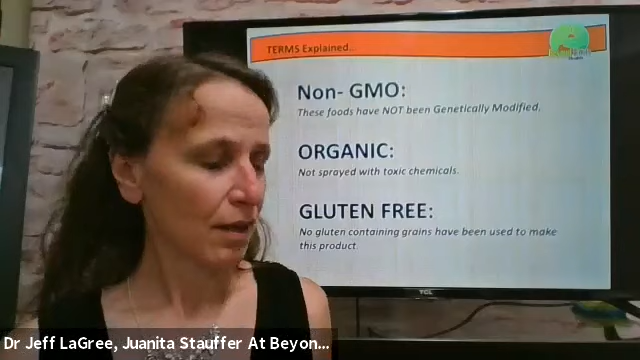 TERMS Explained..
Non- GMO:
These foods have NOT been Genetically Modified.
ORGANIC:
Not sprayed with toxic chemicals.
GLUTEN FREE:
No gluten containing grains have been used to make
this product.
TCL
Dr Jeff LaGree, Juanita Stauffer At Beyon...